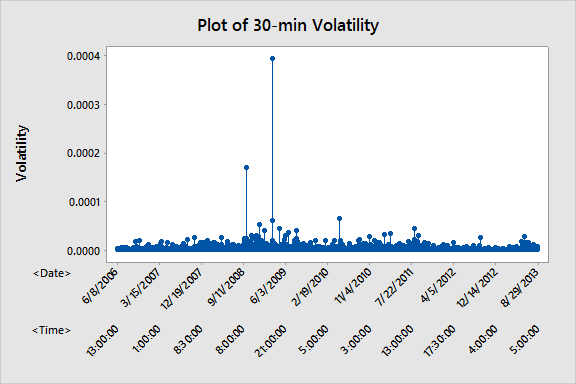 Plot of 30-min Volatility
Volatility
0.0004
0.0003
0.0002
0.0001
0.0000
<Date> 6/8/2006 3/15/2007 12/19/2007 9/11/2008 6/3/2009 2/19/2010 11/4/2010 7/22/2011 4/5/2012 12/14/2012 8/29/2013
<Time> 13:00:00 1:00:00 8:30:00 8:00:00 21:00:00 5:00:00 3:00:00 13:00:00 17:30:00 4:00:00 5:00:00